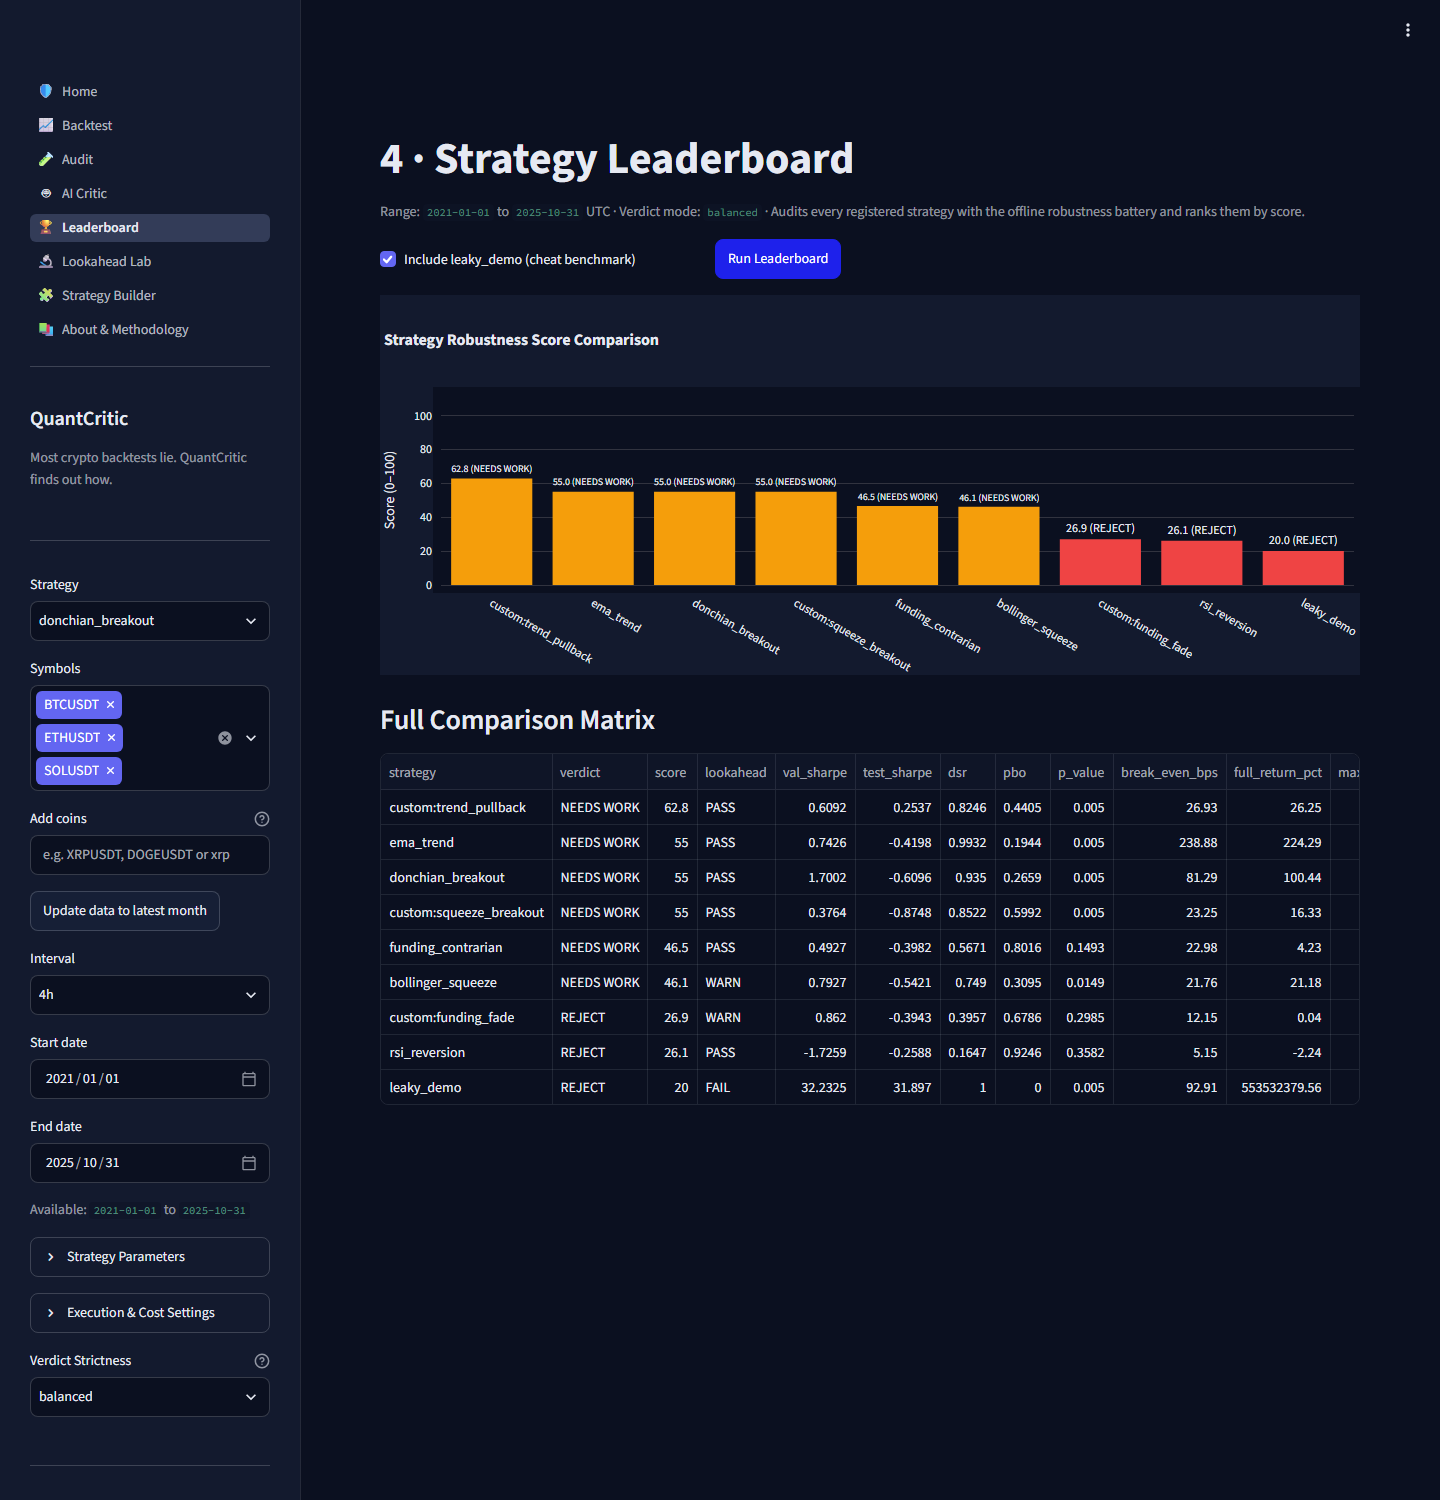 Home
Backtest
Audit
AI Critic
Leaderboard
Lookahead Lab
Strategy Builder
About & Methodology
QuantCritic
Most crypto backtests lie. QuantCritic
finds out how.
Strategy
donchian_breakout
Symbols
BTCUSDT ×
ETHUSDT ×
SOLUSDT ×
Add coins
e.g. XRPUSDT, DOGEUSDT or xrp
Update data to latest month
Interval
4h
Start date
2021 / 01 / 01
End date
2025 / 10 / 31
Available: 2021-01-01 to 2025-10-31
Strategy Parameters
Execution & Cost Settings
Verdict Strictness
balanced
4 · Strategy Leaderboard
Range: 2021-01-01 to 2025-10-31 UTC · Verdict mode: balanced · Audits every registered strategy with the offline robustness battery and ranks them by score.
Include leaky_demo (cheat benchmark)
Run Leaderboard
Strategy Robustness Score Comparison
Score (0–100)
100
80
60
40
20
0
62.8 (NEEDS WORK)
55.0 (NEEDS WORK)
55.0 (NEEDS WORK)
55.0 (NEEDS WORK)
46.5 (NEEDS WORK)
46.1 (NEEDS WORK)
26.9 (REJECT)
26.1 (REJECT)
20.0 (REJECT)
custom:trend_pullback
ema_trend
donchian_breakout
custom:squeeze_breakout
funding_contrarian
bollinger_squeeze
custom:funding_fade
rsi_reversion
leaky_demo
Full Comparison Matrix
strategy verdict score lookahead val_sharpe test_sharpe dsr pbo p_value break_even_bps full_return_pct
custom:trend_pullback NEEDS WORK 62.8 PASS 0.6092 0.2537 0.8246 0.4405 0.005 26.93 26.25
ema_trend NEEDS WORK 55 PASS 0.7426 -0.4198 0.9932 0.1944 0.005 238.88 224.29
donchian_breakout NEEDS WORK 55 PASS 1.7002 -0.6096 0.935 0.2659 0.005 81.29 100.44
custom:squeeze_breakout NEEDS WORK 55 PASS 0.3764 -0.8748 0.8522 0.5992 0.005 23.25 16.33
funding_contrarian NEEDS WORK 46.5 PASS 0.4927 -0.3982 0.5671 0.8016 0.1493 22.98 4.23
bollinger_squeeze NEEDS WORK 46.1 WARN 0.7927 -0.5421 0.749 0.3095 0.0149 21.76 21.18
custom:funding_fade REJECT 26.9 WARN 0.862 -0.3943 0.3957 0.6786 0.2985 12.15 0.04
rsi_reversion REJECT 26.1 PASS -1.7259 -0.2588 0.1647 0.9246 0.3582 5.15 -2.24
leaky_demo REJECT 20 FAIL 32.2325 31.897 1 0 0.005 92.91 553532379.56